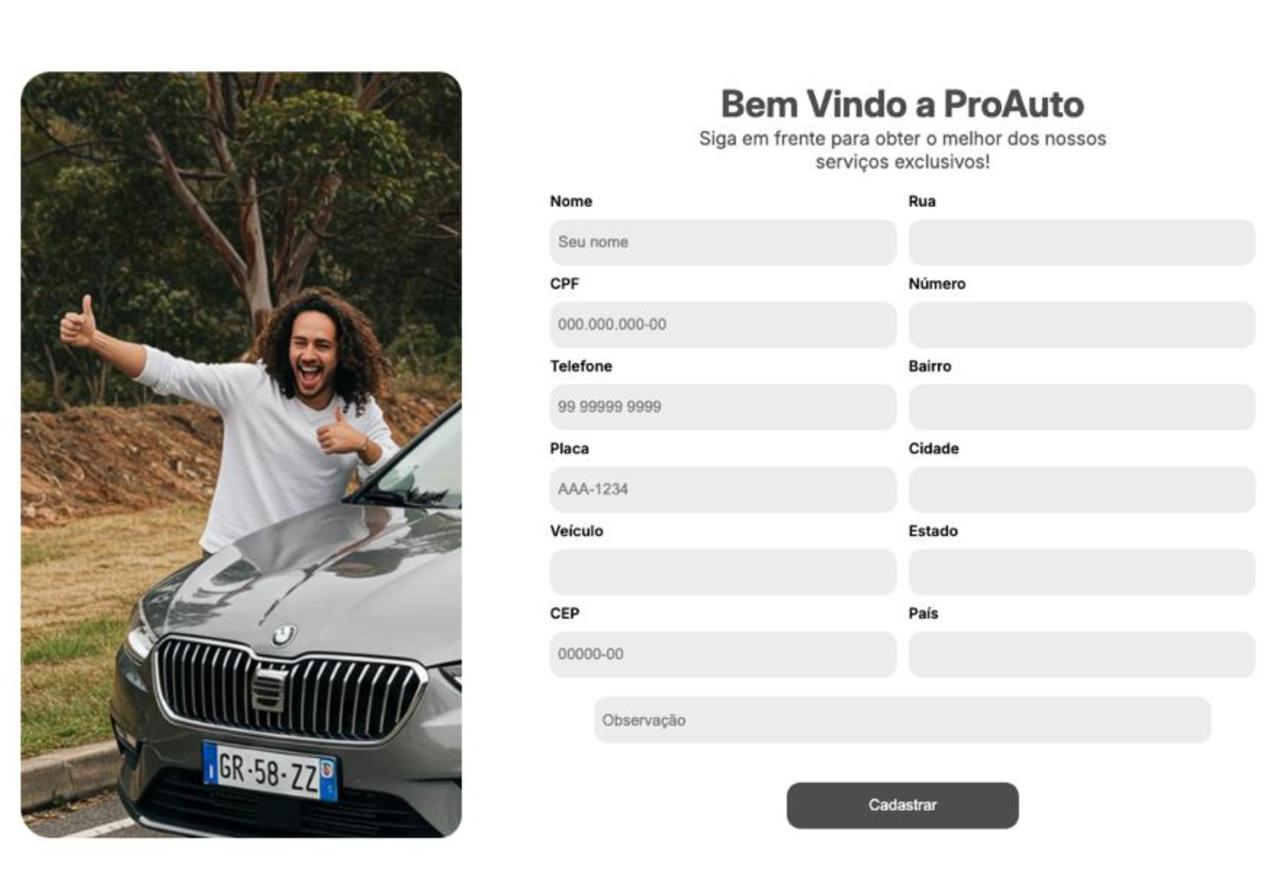 Bem Vindo a ProAuto
Siga em frente para obter o melhor dos nossos
serviços exclusivos!
Nome
Seu nome
CPF
000.000.000-00
Telefone
99 99999 9999
Placa
AAA-1234
Veículo
CEP
00000-00
Rua
Número
Bairro
Cidade
Estado
País
Observação
Cadastrar
GR-58-ZZ